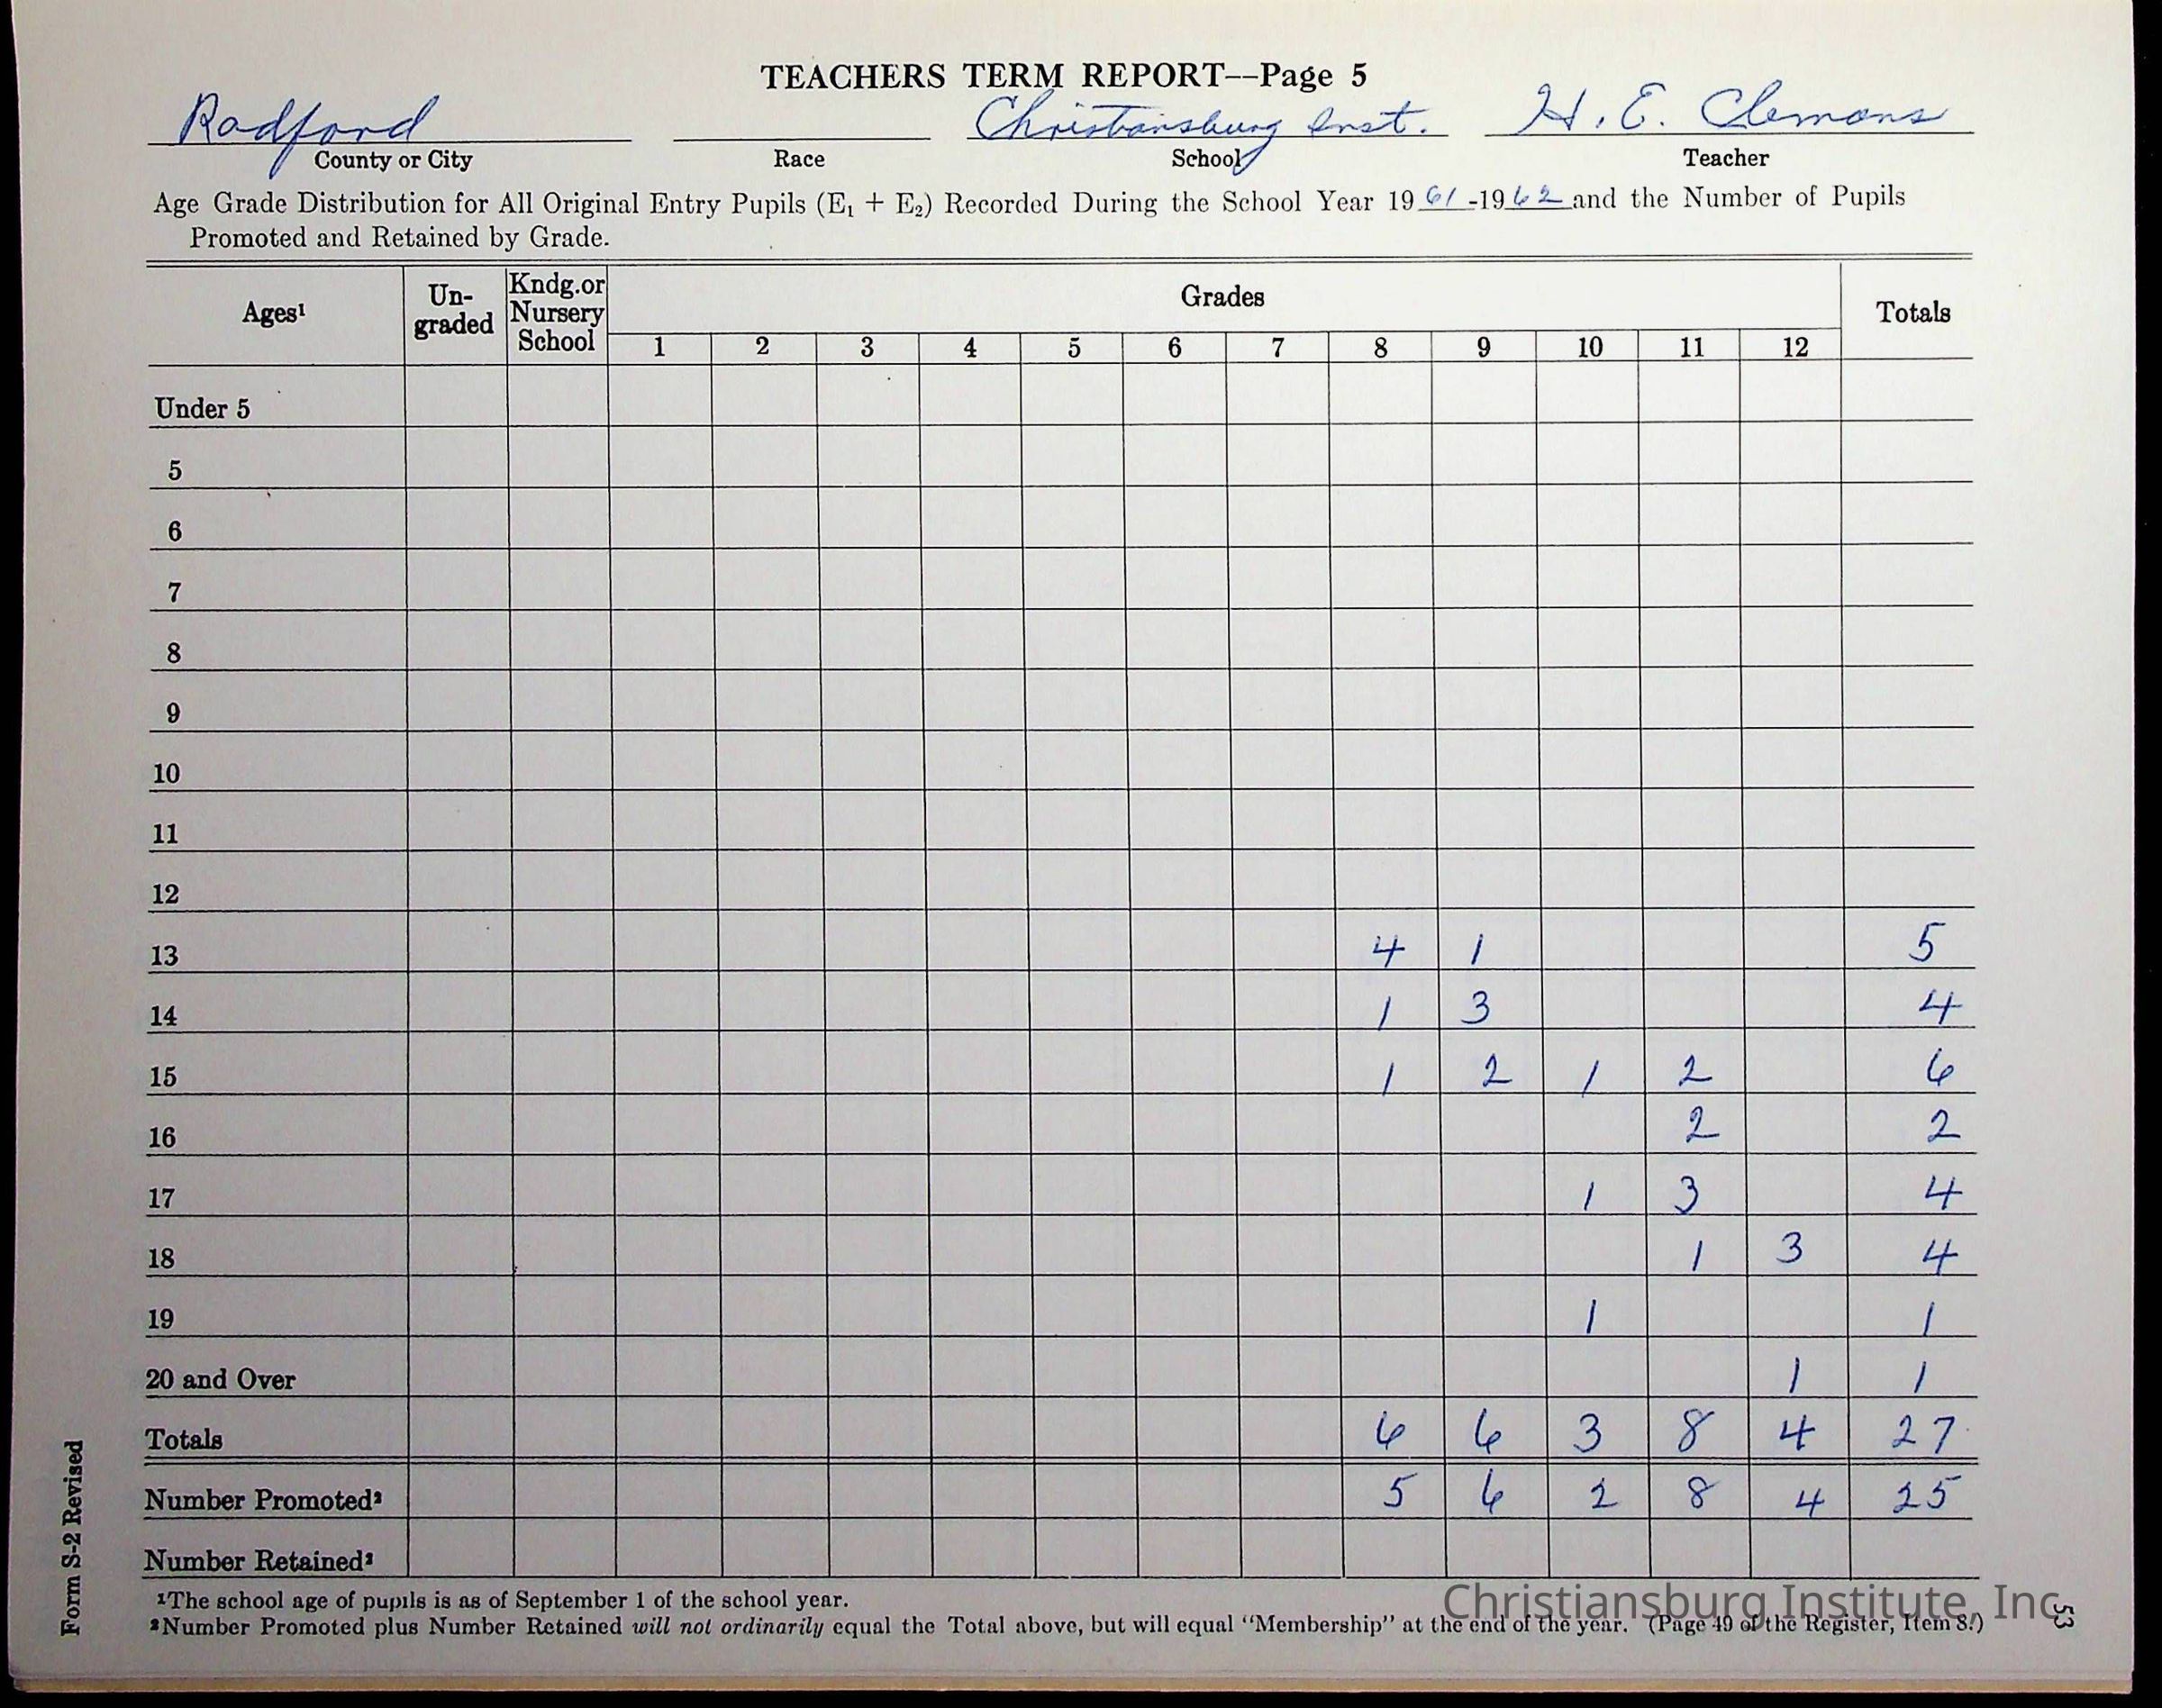 TEACHERS TERM REPORT--Page 5
Radford Christiansburg Inst. H. E. Clemons
County or City Race School Teacher
Age Grade Distribution for All Original Entry Pupils (E₁ + E₂) Recorded During the School Year 1961-1962 and the Number of Pupils
Promoted and Retained by Grade.
Ages¹ Un-graded Kndg.or Nursery School Grades Totals
1 2 3 4 5 6 7 8 9 10 11 12
Under 5
5
6
7
8
9
10
11
12
13 4 1 5
14 1 3 4
15 1 2 1 2 6
16 2 2
17 1 3 4
18 1 3 4
19 1 1
20 and Over 1 1
Totals 6 6 3 8 4 27
Number Promoted² 5 6 2 8 4 25
Number Retained²
¹The school age of pupils is as of September 1 of the school year.
²Number Promoted plus Number Retained will not ordinarily equal the Total above, but will equal "Membership" at the end of the year. (Page 49 of the Register, Item 8.)
Form S-2 Revised
53
Christiansburg Institute, Inc.